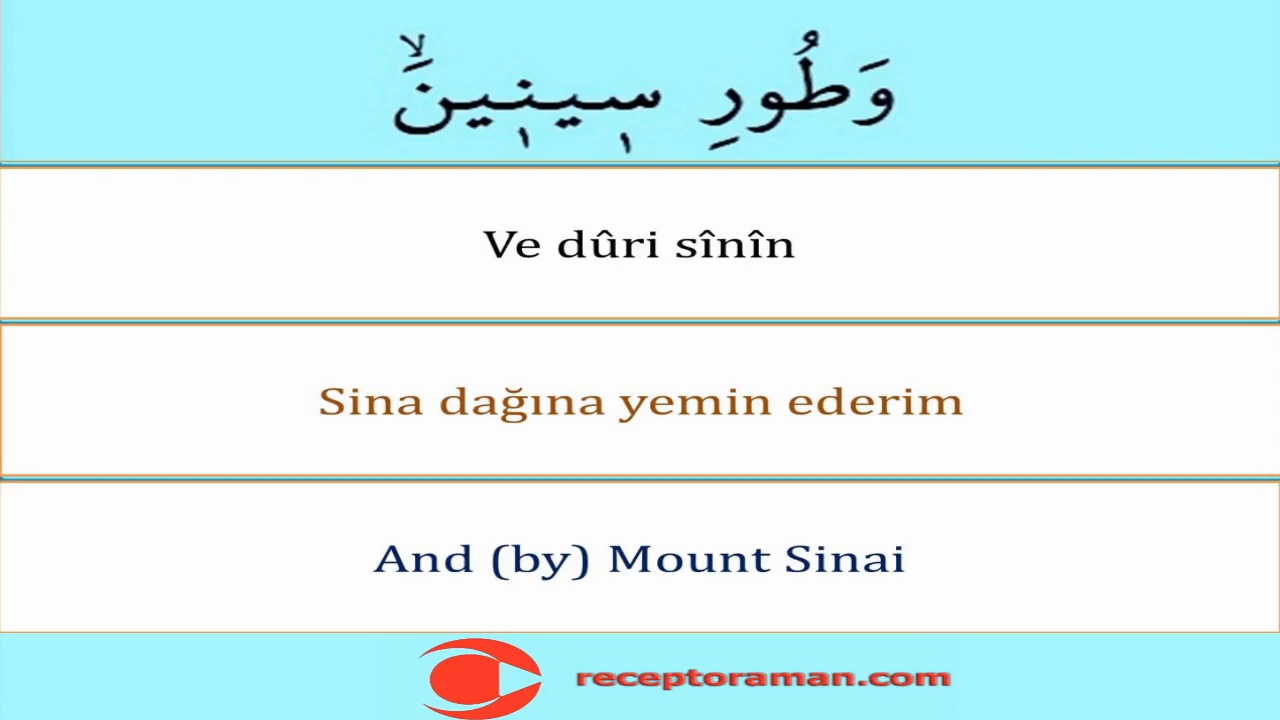 وَطُورِ سٖينٖينَۙ
Ve dûri sînîn
Sina dağına yemin ederim
And (by) Mount Sinai
receptoraman.com